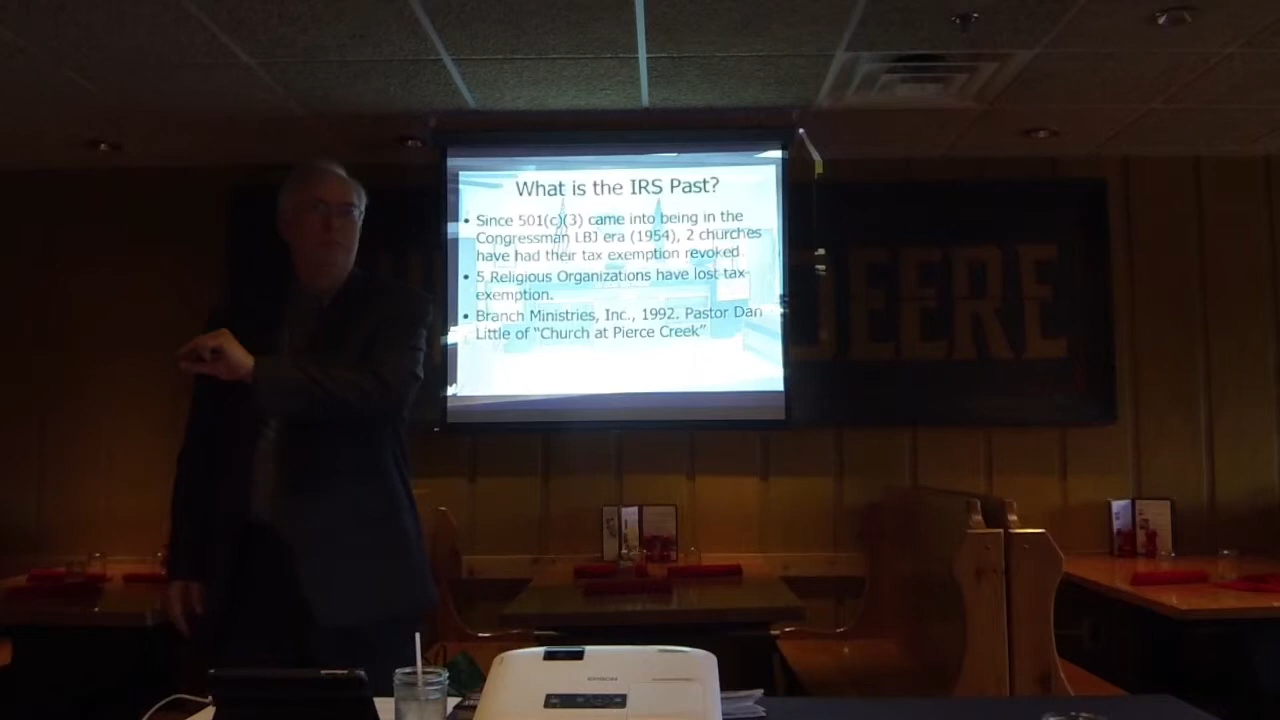 What is the IRS Past?
• Since 501(c)(3) came into being in the
Congressman LBJ era (1954), 2 churches
have had their tax exemption revoked.
• 5 Religious Organizations have lost tax-
exemption.
• Branch Ministries, Inc., 1992. Pastor Dan
Little of “Church at Pierce Creek”
DEERE
EPSON